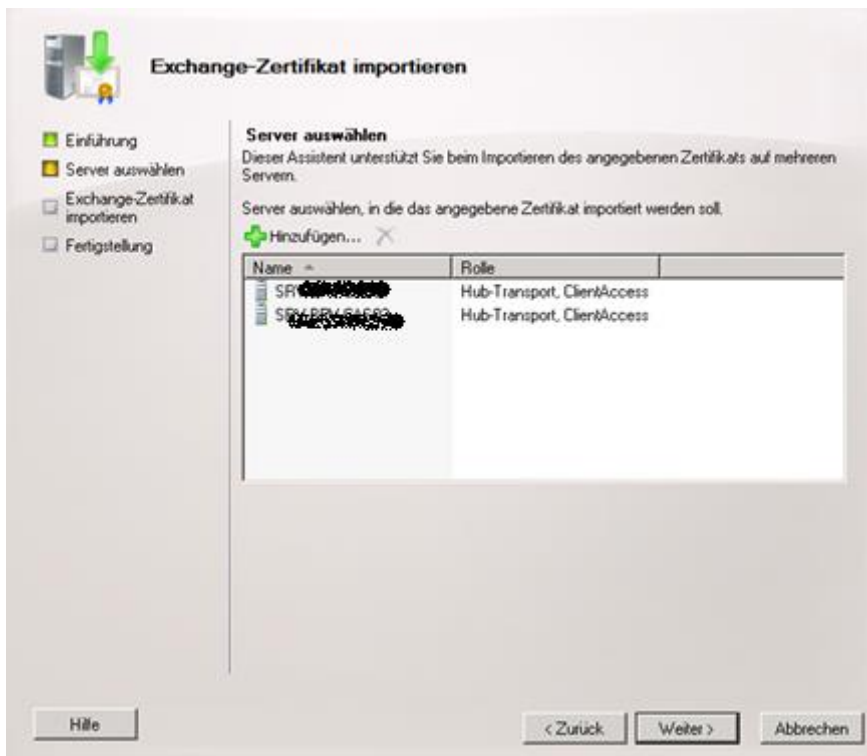 Exchange-Zertifikat importieren
Einführung
Server auswählen
Exchange-Zertifikat
importieren
Fertigstellung
Server auswählen
Dieser Assistent unterstützt Sie beim Importieren des angegebenen Zertifikats auf mehreren
Servern.
Server auswählen, in die das angegebene Zertifikat importiert werden soll.
Hinzufügen...
Name Rolle
Hub-Transport, ClientAccess
Hub-Transport, ClientAccess
Hilfe
< Zurück Weiter > Abbrechen